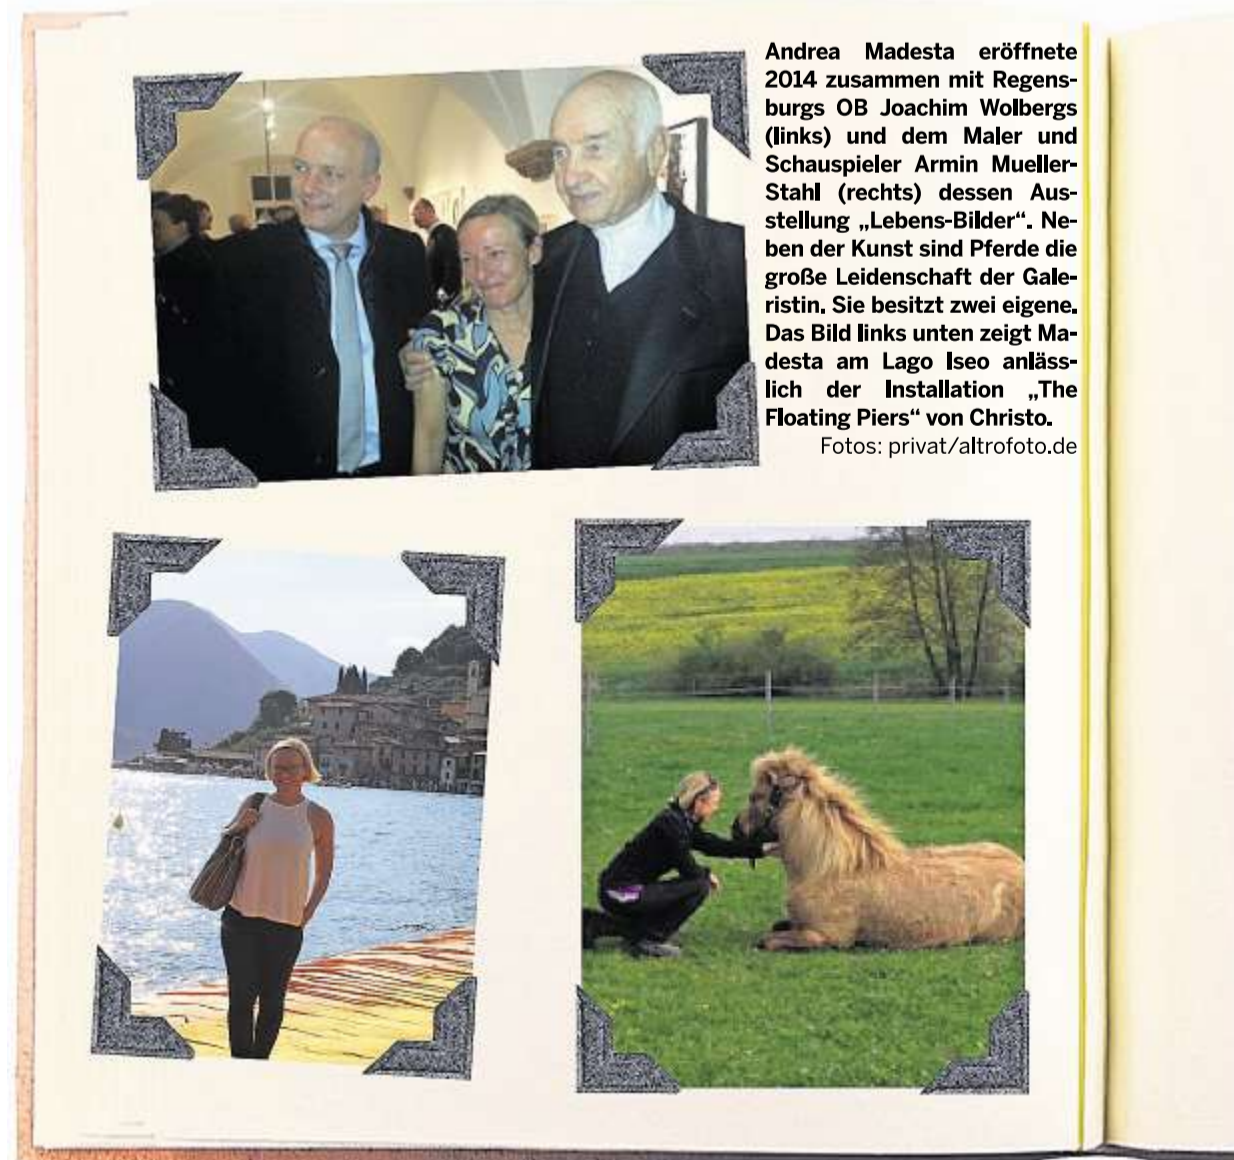 Andrea Madesta eröffnete
2014 zusammen mit Regens-
burgs OB Joachim Wolbergs
(links) und dem Maler und
Schauspieler Armin Mueller-
Stahl (rechts) dessen Aus-
stellung „Lebens-Bilder“. Ne-
ben der Kunst sind Pferde die
große Leidenschaft der Gale-
ristin. Sie besitzt zwei eigene.
Das Bild links unten zeigt Ma-
desta am Lago Iseo anläss-
lich der Installation „The
Floating Piers“ von Christo.
Fotos: privat/altrofoto.de